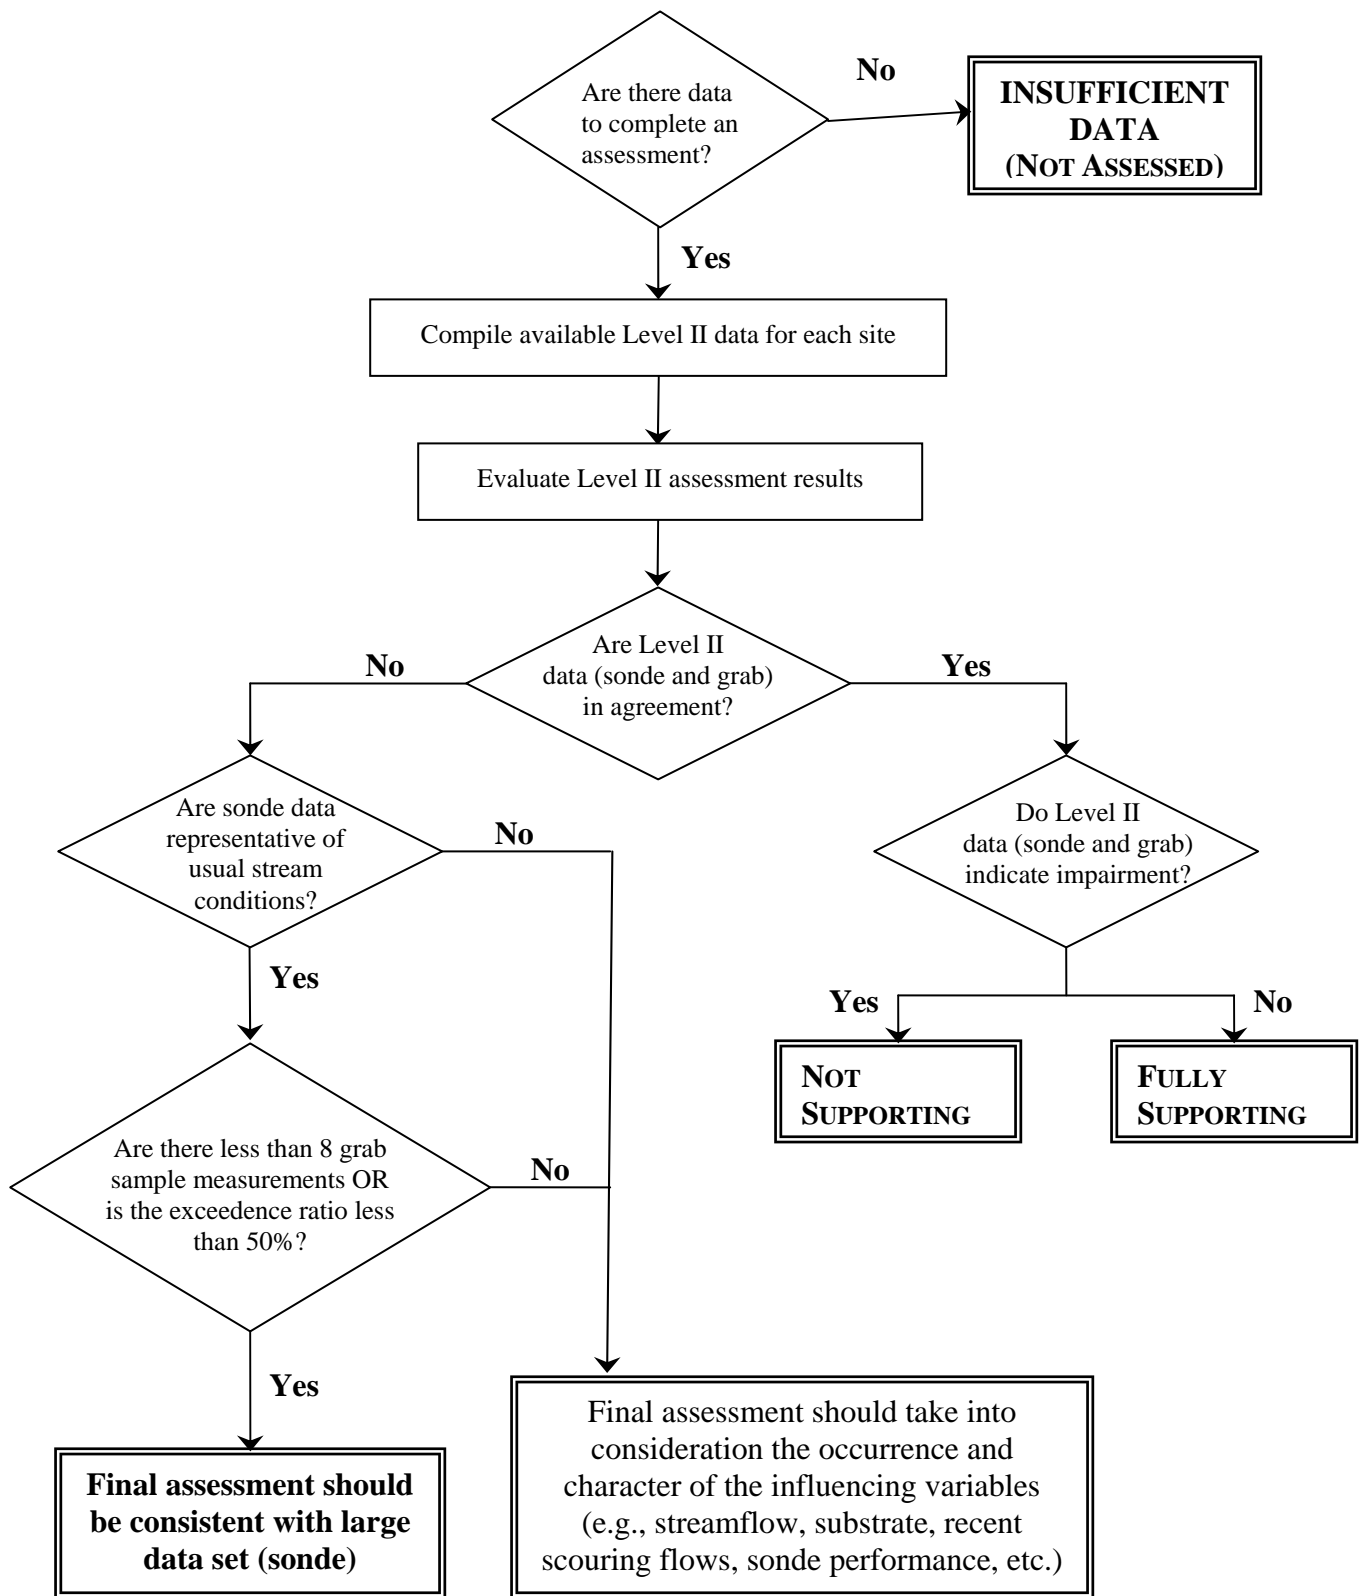 Are there data
to complete an
assessment?
No
INSUFFICIENT
DATA
(NOT ASSESSED)
Yes
Compile available Level II data for each site
Evaluate Level II assessment results
Are Level II
data (sonde and grab)
in agreement?
No
Yes
Are sonde data
representative of
usual stream
conditions?
No
Do Level II
data (sonde and grab)
indicate impairment?
Yes
Yes
No
NOT
SUPPORTING
FULLY
SUPPORTING
Are there less than 8 grab
sample measurements OR
is the exceedence ratio less
than 50%?
No
Yes
Final assessment should
be consistent with large
data set (sonde)
Final assessment should take into
consideration the occurrence and
character of the influencing variables
(e.g., streamflow, substrate, recent
scouring flows, sonde performance, etc.)